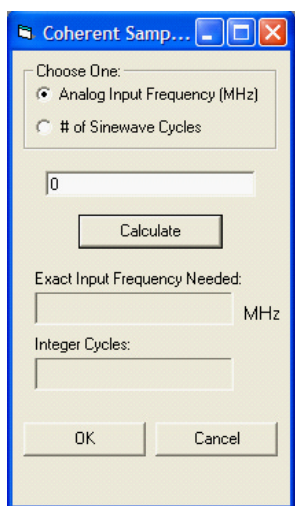 Coherent Samp...
Choose One:
Analog Input Frequency (MHz)
# of Sinewave Cycles
0
Calculate
Exact Input Frequency Needed:
MHz
Integer Cycles:
OK Cancel